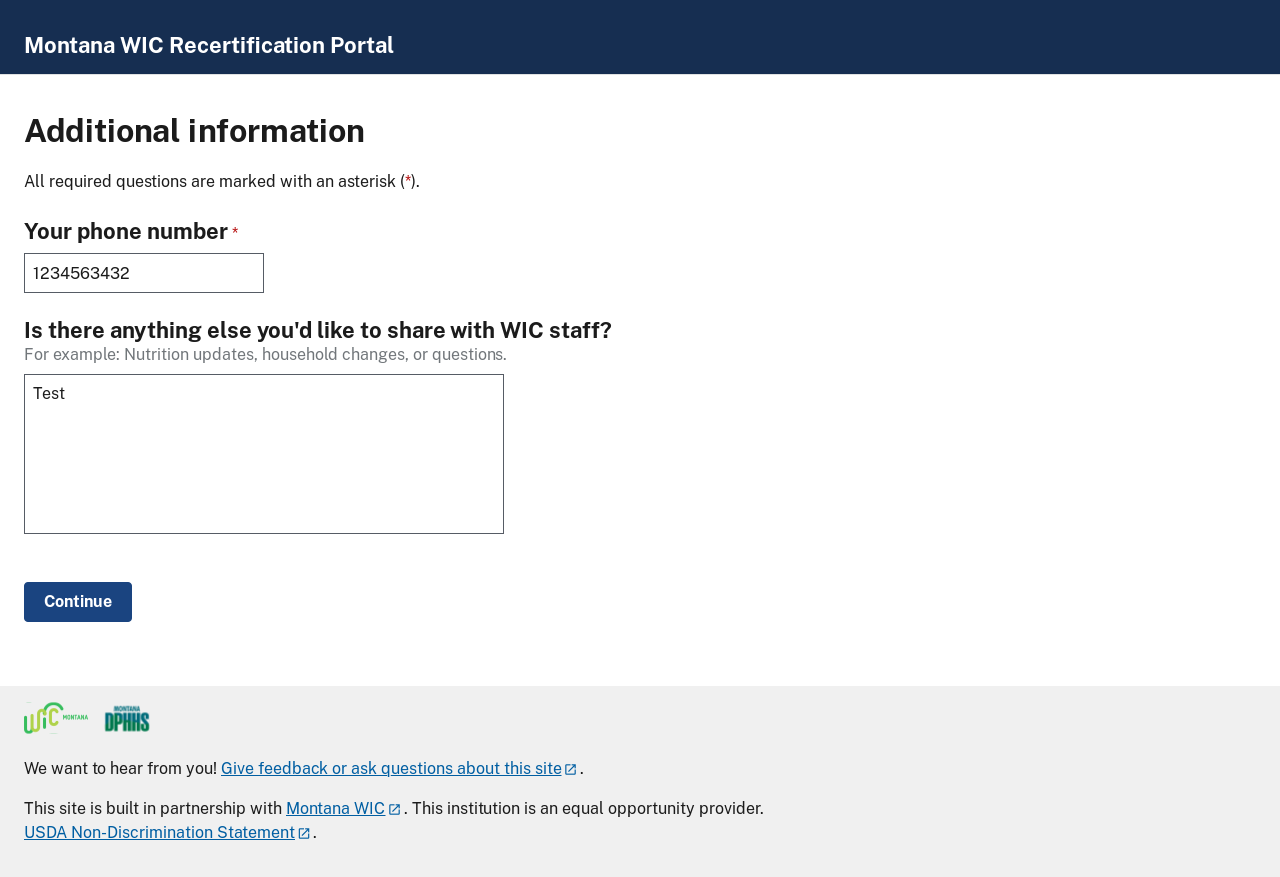 Montana WIC Recertification Portal
Additional information
All required questions are marked with an asterisk (*).
Your phone number *
1234563432
Is there anything else you'd like to share with WIC staff?
For example: Nutrition updates, household changes, or questions.
Test
Continue
WiC MONTANA
MONTANA
DPHHS
We want to hear from you! Give feedback or ask questions about this site.
This site is built in partnership with Montana WIC. This institution is an equal opportunity provider.
USDA Non-Discrimination Statement.